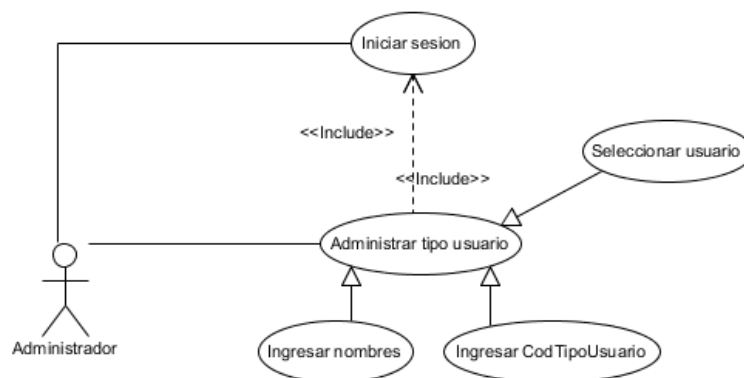 Iniciar sesion
<<Include>>
Seleccionar usuario
<<Include>>
Administrar tipo usuario
Administrador
Ingresar nombres
Ingresar CodTipoUsuario